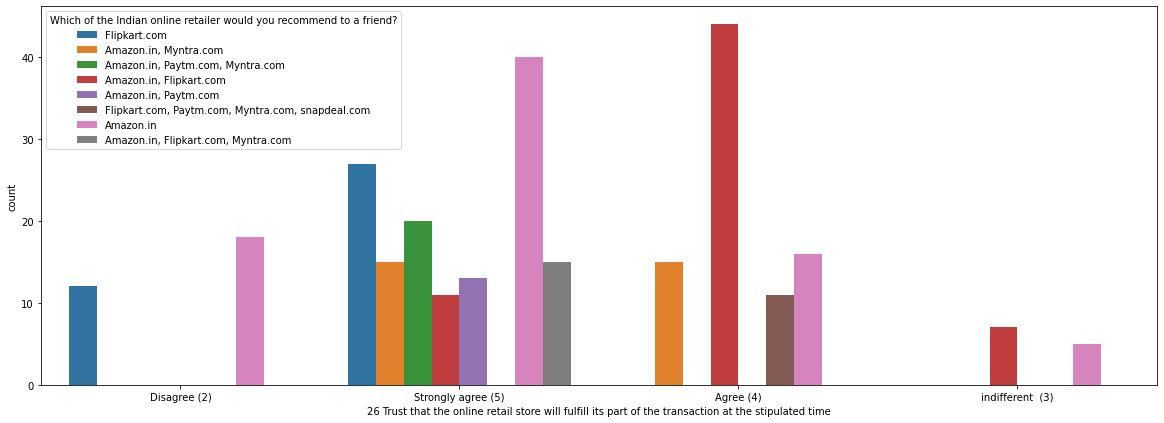 Which of the Indian online retailer would you recommend to a friend?
Flipkart.com
Amazon.in, Myntra.com
Amazon.in, Paytm.com, Myntra.com
Amazon.in, Flipkart.com
Amazon.in, Paytm.com
Flipkart.com, Paytm.com, Myntra.com, snapdeal.com
Amazon.in
Amazon.in, Flipkart.com, Myntra.com
40
30
20
10
0
count
Disagree (2) Strongly agree (5) Agree (4) indifferent  (3)
26 Trust that the online retail store will fulfill its part of the transaction at the stipulated time